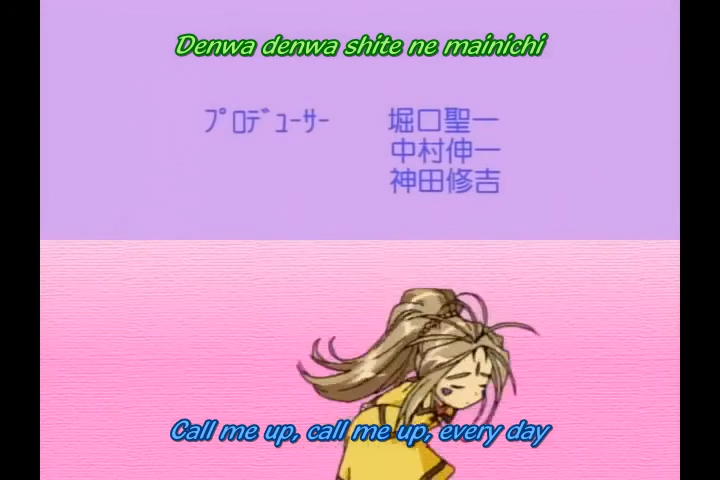 Denwa denwa shite ne mainichi
ﾌﾟﾛﾃﾞｭｰｻｰ 堀口聖一
中村伸一
神田修吉
Call me up, call me up, every day